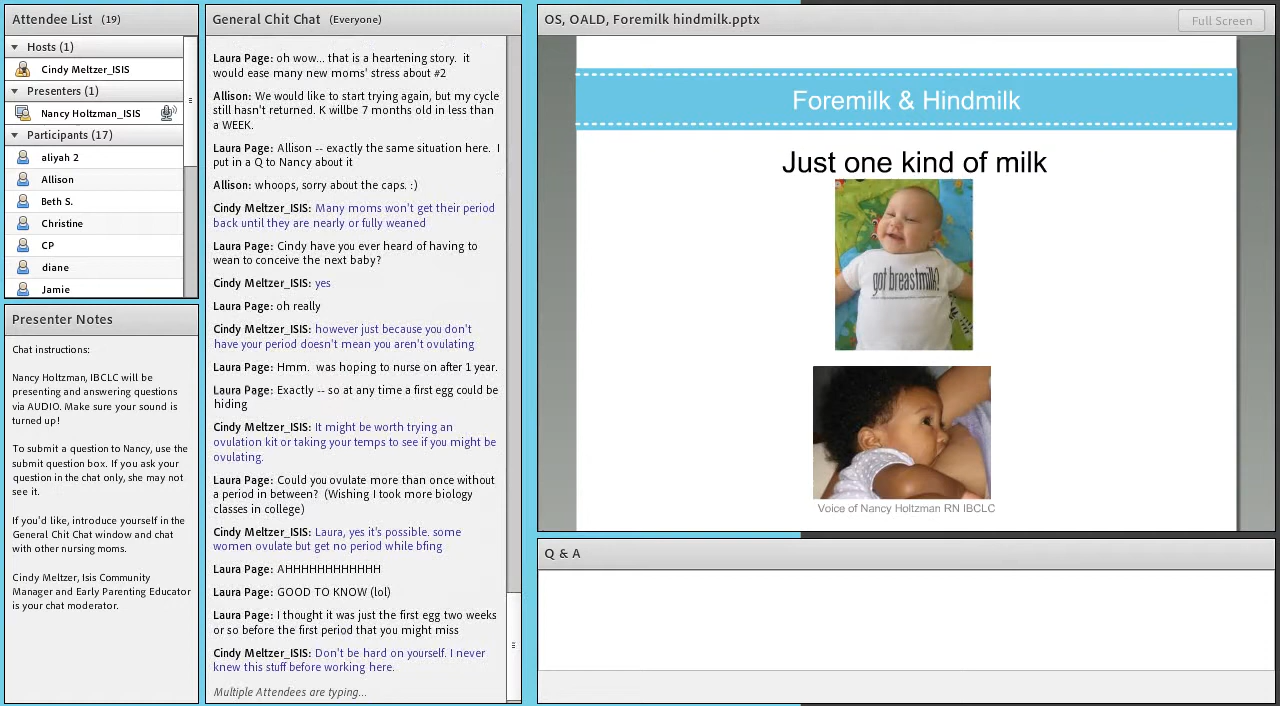 Attendee List (19)
Hosts (1)
Cindy Meltzer_ISIS
Presenters (1)
Nancy Holtzman_ISIS
Participants (17)
aliyah 2
Allison
Beth S.
Christine
CP
diane
Jamie
Presenter Notes
Chat instructions:
Nancy Holtzman, IBCLC will be
presenting and answering questions
via AUDIO. Make sure your sound is
turned up!
To submit a question to Nancy, use the
submit question box. If you ask your
question in the chat only, she may not
see it.
If you'd like, introduce yourself in the
General Chit Chat window and chat
with other nursing moms.
Cindy Meltzer, Isis Community
Manager and Early Parenting Educator
is your chat moderator.
General Chit Chat (Everyone)
Laura Page: oh wow... that is a heartening story. it
would ease many new moms' stress about #2
Allison: We would like to start trying again, but my cycle
still hasn't returned. K willbe 7 months old in less than
a WEEK.
Laura Page: Allison -- exactly the same situation here. I
put in a Q to Nancy about it
Allison: whoops, sorry about the caps. :)
Cindy Meltzer_ISIS: Many moms won't get their period
back until they are nearly or fully weaned
Laura Page: Cindy have you ever heard of having to
wean to conceive the next baby?
Cindy Meltzer_ISIS: yes
Laura Page: oh really
Cindy Meltzer_ISIS: however just because you don't
have your period doesn't mean you aren't ovulating
Laura Page: Hmm. was hoping to nurse on after 1 year.
Laura Page: Exactly -- so at any time a first egg could be
hiding
Cindy Meltzer_ISIS: It might be worth trying an
ovulation kit or taking your temps to see if you might be
ovulating.
Laura Page: Could you ovulate more than once without
a period in between? (Wishing I took more biology
classes in college)
Cindy Meltzer_ISIS: Laura, yes it's possible. some
women ovulate but get no period while bfing
Laura Page: AHHHHHHHHHHHH
Laura Page: GOOD TO KNOW (lol)
Laura Page: I thought it was just the first egg two weeks
or so before the first period that you might miss
Cindy Meltzer_ISIS: Don't be hard on yourself. I never
knew this stuff before working here.
Multiple Attendees are typing...
OS, OALD, Foremilk hindmilk.pptx
Full Screen
Foremilk & Hindmilk
Just one kind of milk
got breastmilk?
Voice of Nancy Holtzman RN IBCLC
Q & A